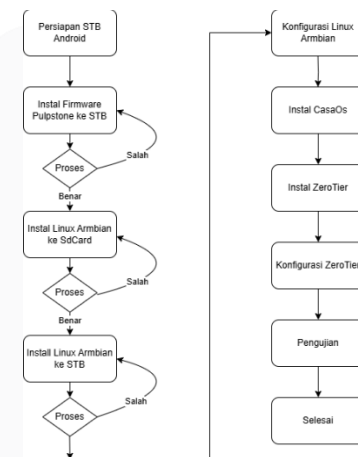 Persiapan STB
Android
Instal Firmware
Pulpstone ke STB
Proses
Salah
Benar
Instal Linux Armbian
ke SdCard
Proses
Salah
Benar
Install Linux Armbian
ke STB
Proses
Salah
Konfigurasi Linux
Armbian
Instal CasaOs
Instal ZeroTier
Konfigurasi ZeroTier
Pengujian
Selesai